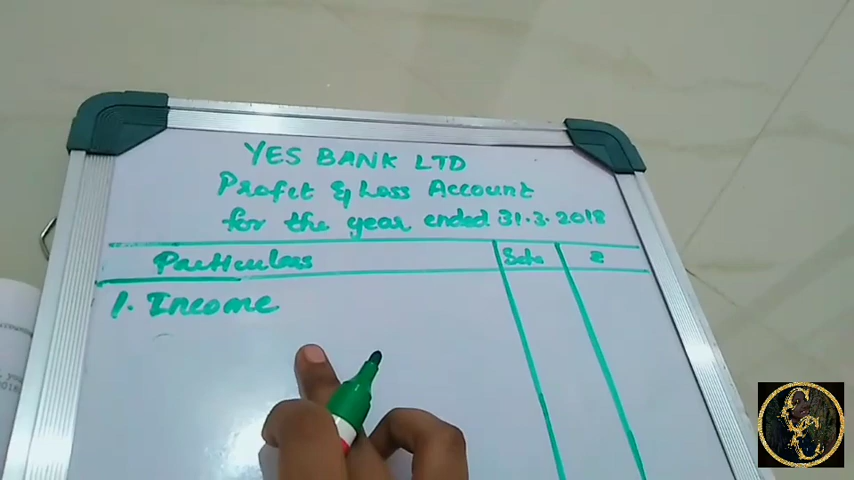 YES BANK LTD
Profit & Loss Account
for the year ended 31.3.2018
Particulars Sch ₹
1. Income